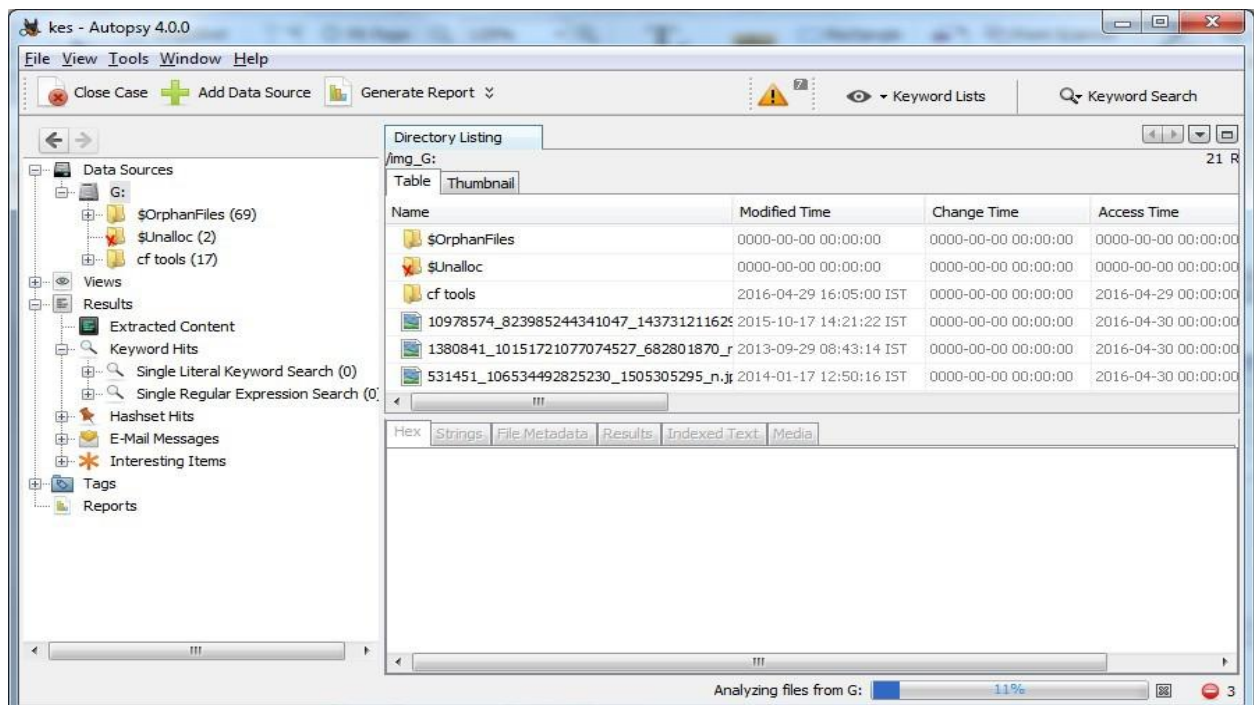 kes - Autopsy 4.0.0
File View Tools Window Help
Close Case Add Data Source Generate Report Keyword Lists Keyword Search
Data Sources
G:
$OrphanFiles (69)
$Unalloc (2)
cf tools (17)
Views
Results
Extracted Content
Keyword Hits
Single Literal Keyword Search (0)
Single Regular Expression Search (0)
Hashset Hits
E-Mail Messages
Interesting Items
Tags
Reports
Directory Listing
/img_G: 21 R
Table Thumbnail
Name Modified Time Change Time Access Time
$OrphanFiles 0000-00-00 00:00:00 0000-00-00 00:00:00 0000-00-00 00:00:00
$Unalloc 0000-00-00 00:00:00 0000-00-00 00:00:00 0000-00-00 00:00:00
cf tools 2016-04-29 16:05:00 IST 0000-00-00 00:00:00 2016-04-29 00:00:00
10978574_823985244341047_143731211629 2015-10-17 14:21:22 IST 0000-00-00 00:00:00 2016-04-30 00:00:00
1380841_10151721077074527_682801870_r 2013-09-29 08:43:14 IST 0000-00-00 00:00:00 2016-04-30 00:00:00
531451_106534492825230_1505305295_n.jp 2014-01-17 12:50:16 IST 0000-00-00 00:00:00 2016-04-30 00:00:00
Hex Strings File Metadata Results Indexed Text Media
Analyzing files from G: 11% 3